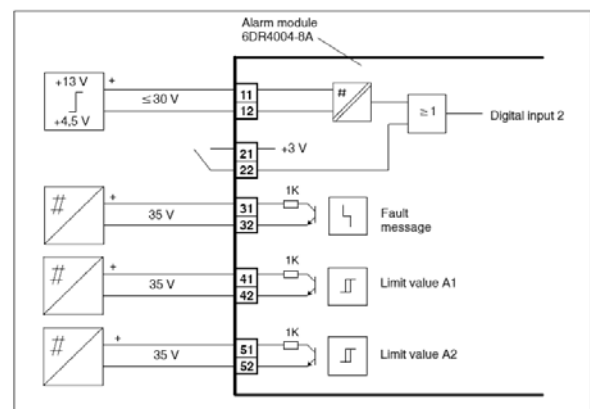 Alarm module
6DR4004-8A
+13 V
+4,5 V
+
≤30 V
11
12
#
≥ 1
Digital input 2
21
22
+3 V
#
+
35 V
31
32
1K
Fault
message
#
+
35 V
41
42
1K
Limit value A1
#
+
35 V
51
52
1K
Limit value A2